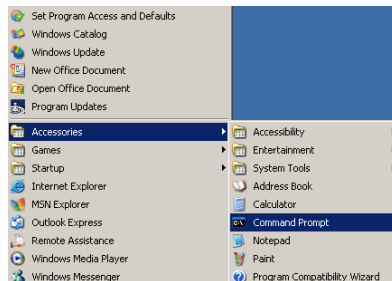 Set Program Access and Defaults
Windows Catalog
Windows Update
New Office Document
Open Office Document
Program Updates
Accessories
Games
Startup
Internet Explorer
MSN Explorer
Outlook Express
Remote Assistance
Windows Media Player
Windows Messenger
Accessibility
Entertainment
System Tools
Address Book
Calculator
Command Prompt
Notepad
Paint
Program Compatibility Wizard